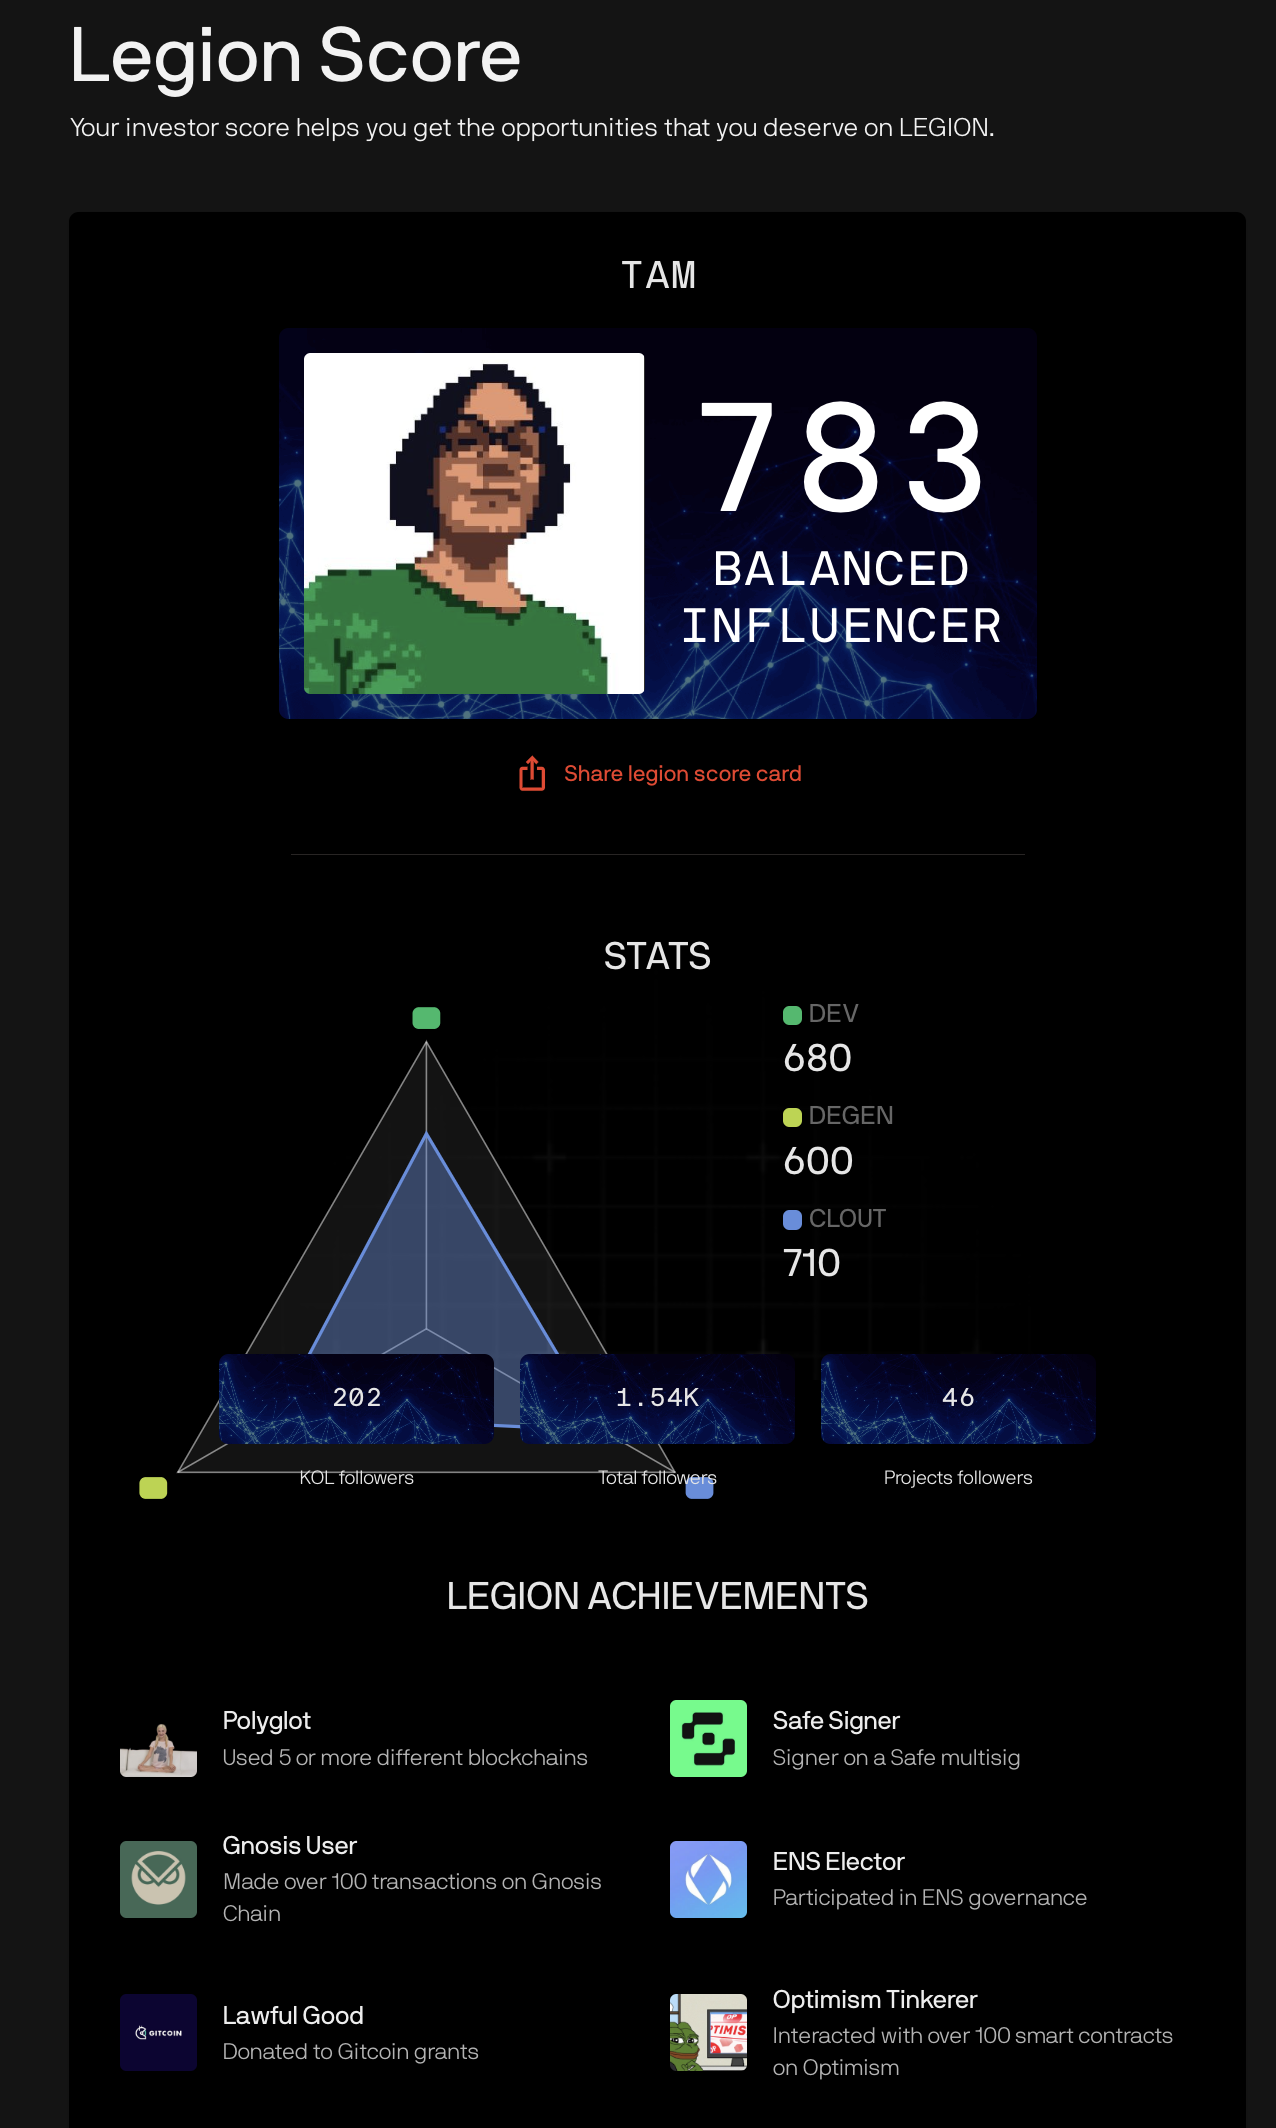 Legion Score
Your investor score helps you get the opportunities that you deserve on LEGION.
TAM
783
BALANCED
INFLUENCER
Share legion score card
STATS
DEV
680
DEGEN
600
CLOUT
710
202
1.54K
46
KOL followers
Total followers
Projects followers
LEGION ACHIEVEMENTS
Polyglot
Used 5 or more different blockchains
Safe Signer
Signer on a Safe multisig
Gnosis User
Made over 100 transactions on Gnosis
Chain
ENS Elector
Participated in ENS governance
GITCOIN
Lawful Good
Donated to Gitcoin grants
OP
PTIMIS
Optimism Tinkerer
Interacted with over 100 smart contracts
on Optimism